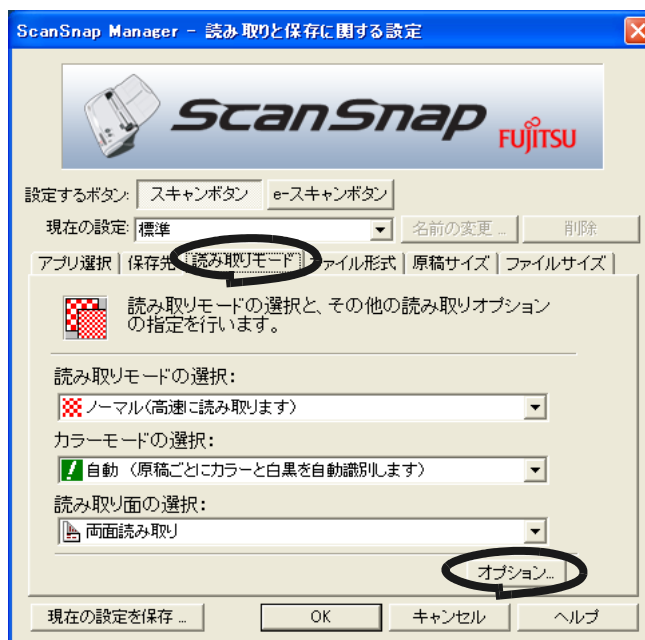 ScanSnap Manager - 読み取りと保存に関する設定
ScanSnap
FUJITSU
設定するボタン: スキャンボタン e-スキャンボタン
現在の設定: 標準 名前の変更 ... 削除
アプリ選択 保存先 読み取りモード ファイル形式 原稿サイズ ファイルサイズ
読み取りモードの選択と、その他の読み取りオプション
の指定を行います。
読み取りモードの選択:
ノーマル(高速に読み取ります)
カラーモードの選択:
自動 (原稿ごとにカラーと白黒を自動識別します)
読み取り面の選択:
両面読み取り
オプション...
現在の設定を保存 ... OK キャンセル ヘルプ